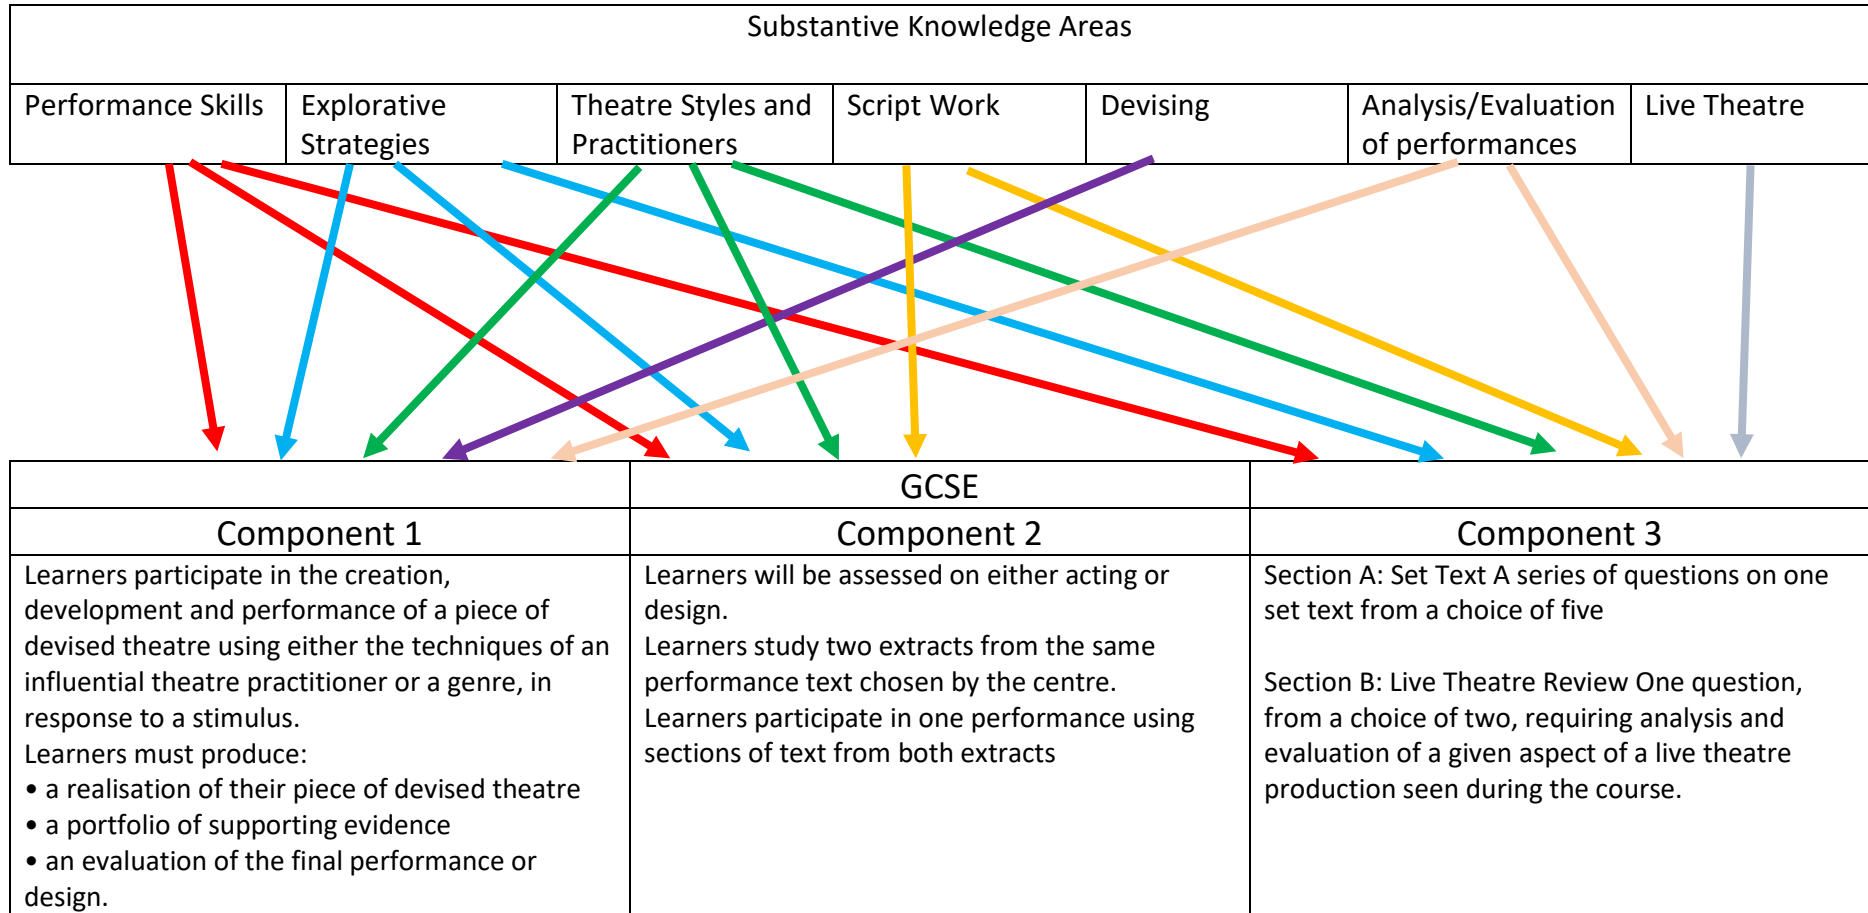 Substantive Knowledge Areas
Performance Skills
Explorative
Strategies
Theatre Styles and
Practitioners
Script Work
Devising
Analysis/Evaluation
of performances
Live Theatre
GCSE
Component 1
Component 2
Component 3
Learners participate in the creation,
development and performance of a piece of
devised theatre using either the techniques of an
influential theatre practitioner or a genre, in
response to a stimulus.
Learners must produce:
• a realisation of their piece of devised theatre
• a portfolio of supporting evidence
• an evaluation of the final performance or
design.
Learners will be assessed on either acting or
design.
Learners study two extracts from the same
performance text chosen by the centre.
Learners participate in one performance using
sections of text from both extracts
Section A: Set Text A series of questions on one
set text from a choice of five
Section B: Live Theatre Review One question,
from a choice of two, requiring analysis and
evaluation of a given aspect of a live theatre
production seen during the course.